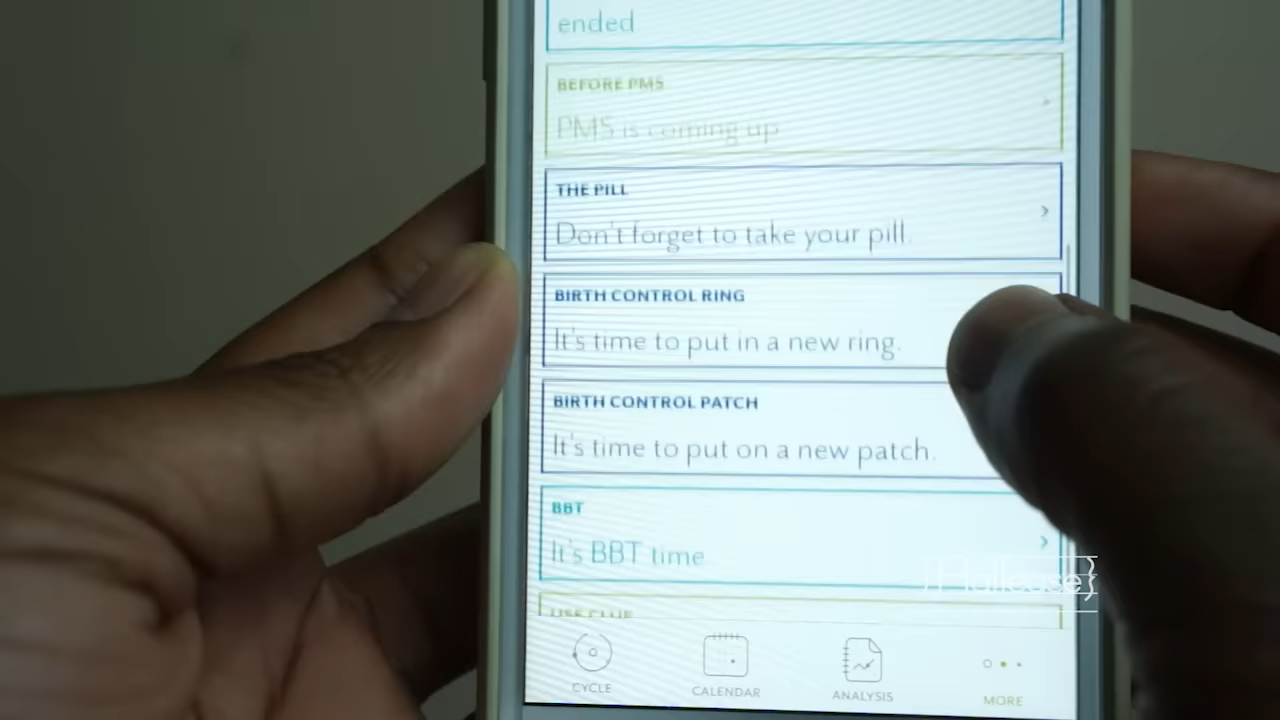 ended
BEFORE PMS
PMS is coming up
THE PILL
Don't forget to take your pill.
BIRTH CONTROL RING
It's time to put in a new ring.
BIRTH CONTROL PATCH
It's time to put on a new patch.
BBT
It's BBT time
USE CLUE
CYCLE
CALENDAR
ANALYSIS
MORE